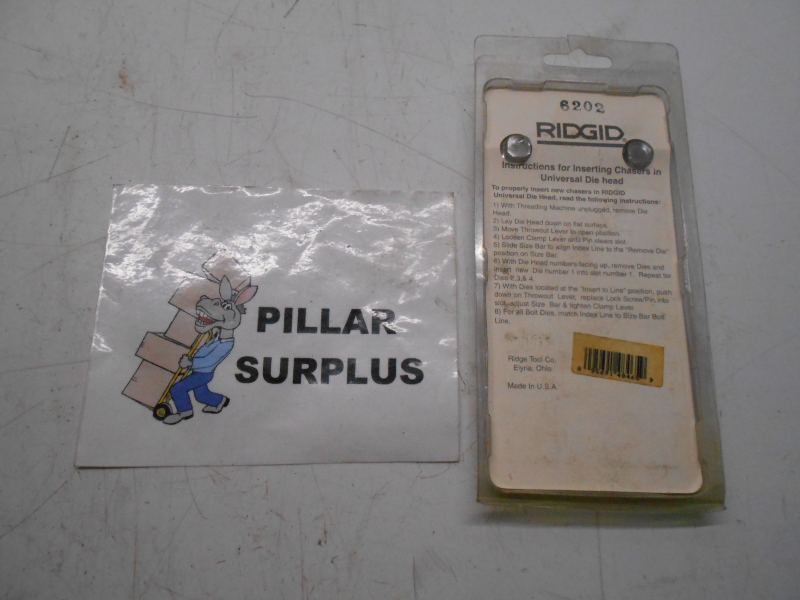 PILLAR
SURPLUS
6202
RIDGID
Instructions for Inserting Chasers in
Universal Die head
To properly insert new chasers in RIDGID
Universal Die Head, read the following instructions:
1) With Threading Machine unplugged, remove Die
Head.
2) Lay Die Head down on flat surface.
3) Move Throwout Lever to open position.
4) Loosen Clamp Lever until Pin clears slot.
5) Slide Size Bar to align Index Line to the "Remove Die"
position on Size Bar.
6) With Die Head numbers facing up, remove Dies and
insert new Die number 1 into slot number 1. Repeat for
Dies 2, 3 & 4.
7) With Dies located at the "Insert to Line" position, push
down on Throwout Lever, replace Lock Screw/Pin, into
slot, adjust Size Bar & tighten Clamp Lever.
8) For all Bolt Dies, match Index Line to Size Bar Bolt
Line.
Ridge Tool Co.
Elyria, Ohio
Made in U.S.A.